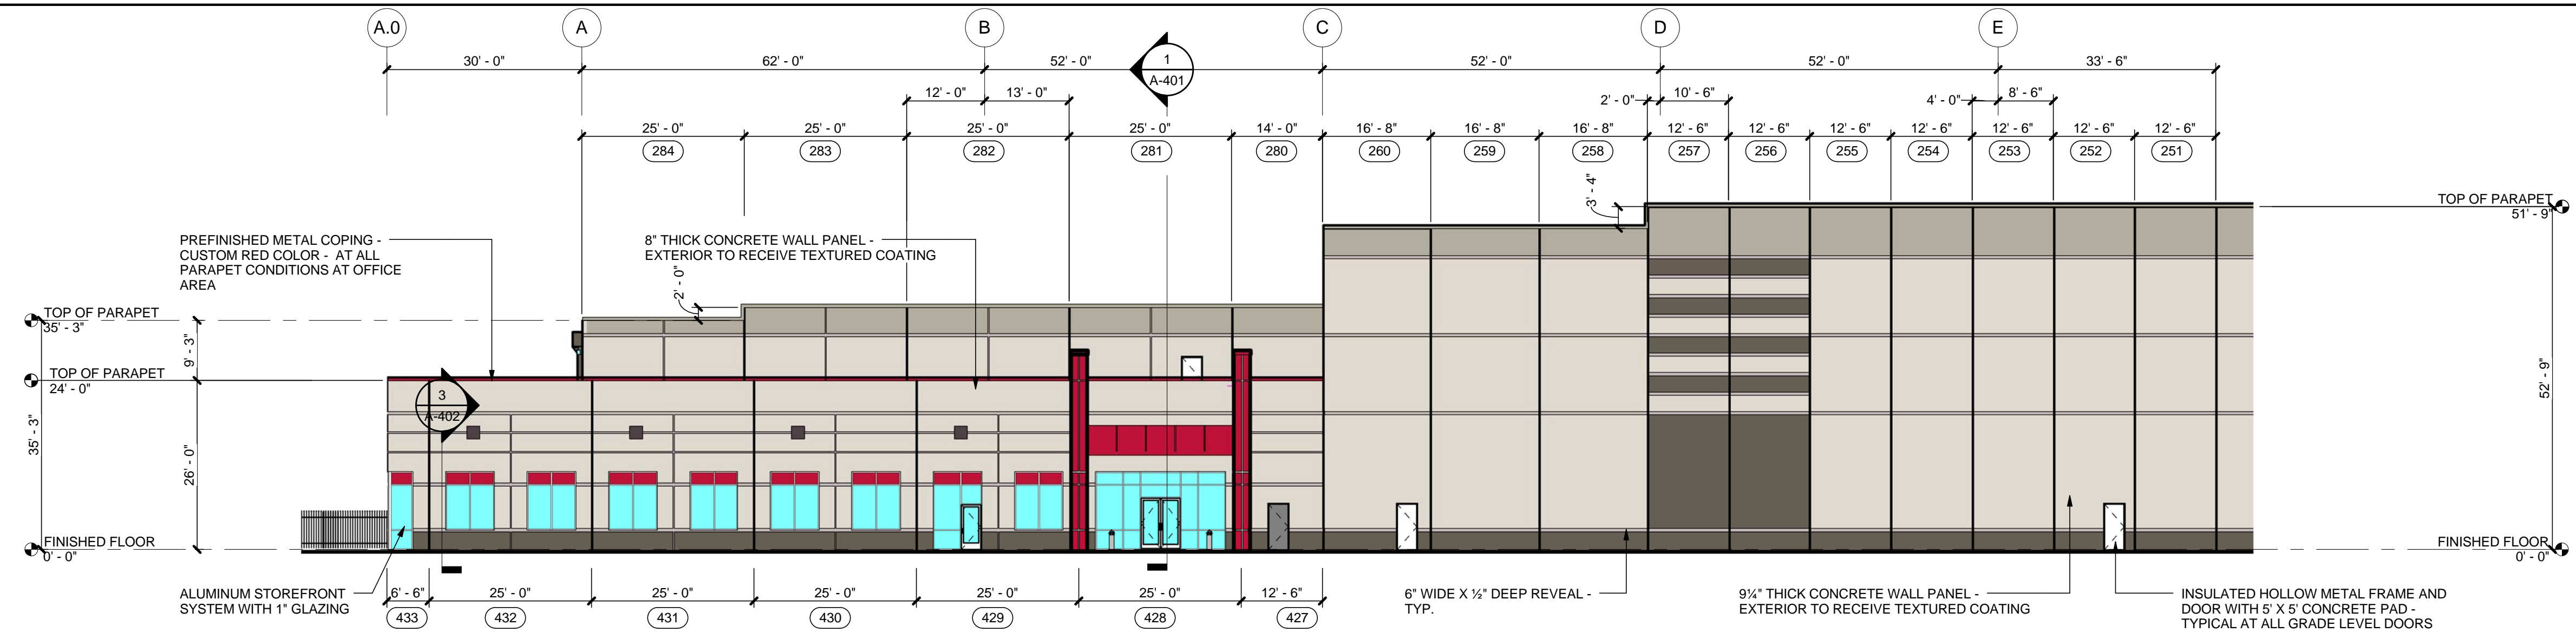 A.0 A B C D E
30' - 0" 62' - 0" 52' - 0" 52' - 0" 52' - 0" 33' - 6"
1
A-401
12' - 0" 13' - 0" 2' - 0" 10' - 6" 4' - 0" 8' - 6"
25' - 0" 25' - 0" 25' - 0" 25' - 0" 14' - 0" 16' - 8" 16' - 8" 16' - 8" 12' - 6" 12' - 6" 12' - 6" 12' - 6" 12' - 6" 12' - 6" 12' - 6"
284 283 282 281 280 260 259 258 257 256 255 254 253 252 251
3' - 4"
TOP OF PARAPET
51' - 9"
PREFINISHED METAL COPING -
CUSTOM RED COLOR - AT ALL
PARAPET CONDITIONS AT OFFICE
AREA
8" THICK CONCRETE WALL PANEL -
EXTERIOR TO RECEIVE TEXTURED COATING
2' - 0"
TOP OF PARAPET
35' - 3"
9' - 3"
TOP OF PARAPET
24' - 0"
3
A-402
35' - 3"
26' - 0"
52' - 9"
FINISHED FLOOR
0' - 0"
FINISHED FLOOR
0' - 0"
ALUMINUM STOREFRONT
SYSTEM WITH 1" GLAZING
6' - 6" 25' - 0" 25' - 0" 25' - 0" 25' - 0" 25' - 0" 12' - 6"
433 432 431 430 429 428 427
6" WIDE X ½" DEEP REVEAL -
TYP.
9¼" THICK CONCRETE WALL PANEL -
EXTERIOR TO RECEIVE TEXTURED COATING
INSULATED HOLLOW METAL FRAME AND
DOOR WITH 5' X 5' CONCRETE PAD -
TYPICAL AT ALL GRADE LEVEL DOORS